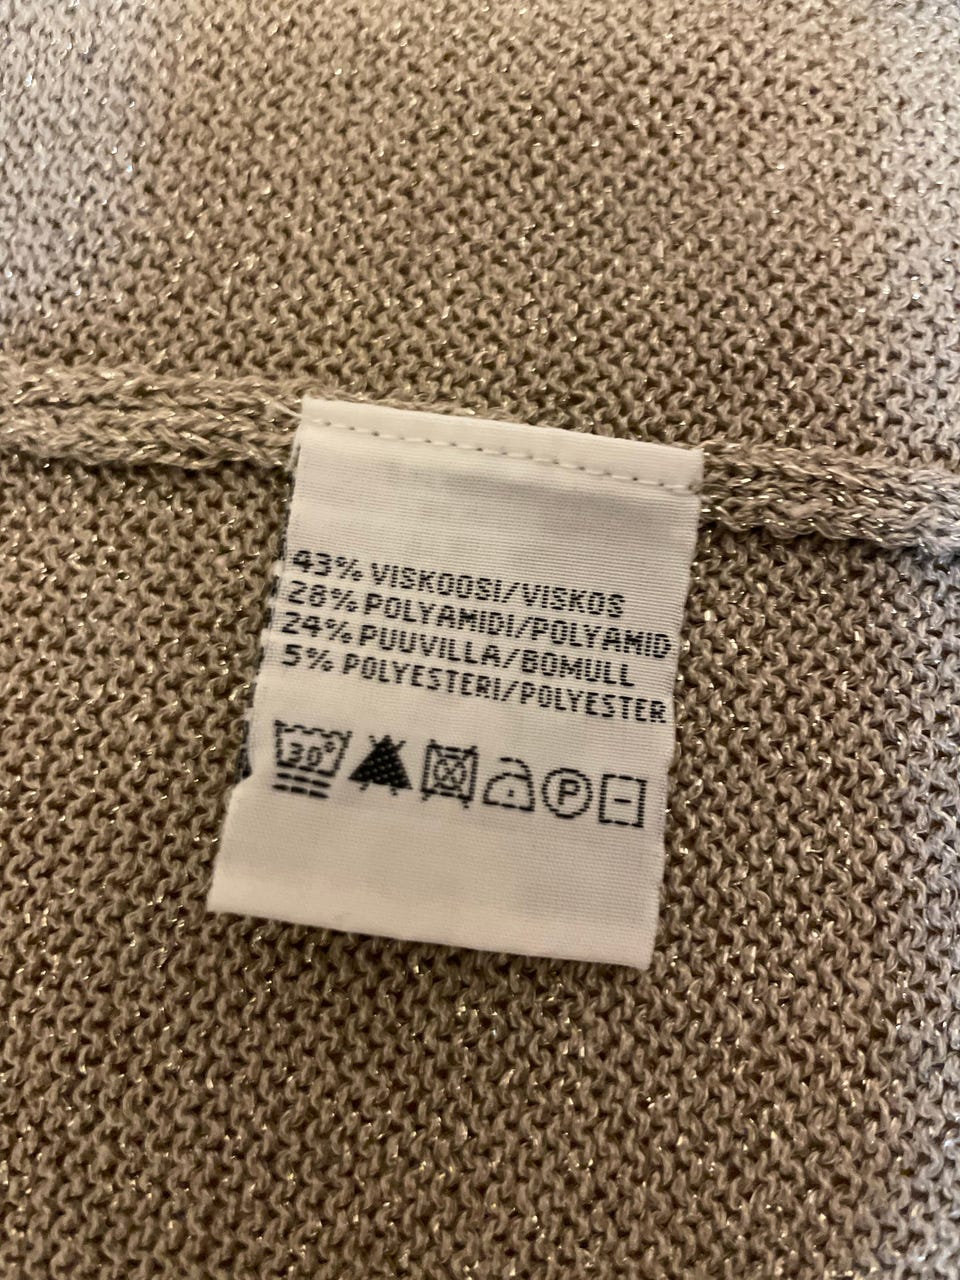 43% VISKOOSI/VISKOS
28% POLYAMIDI/POLYAMID
24% PUUVILLA/BOMULL
5% POLYESTERI/POLYESTER
30° P